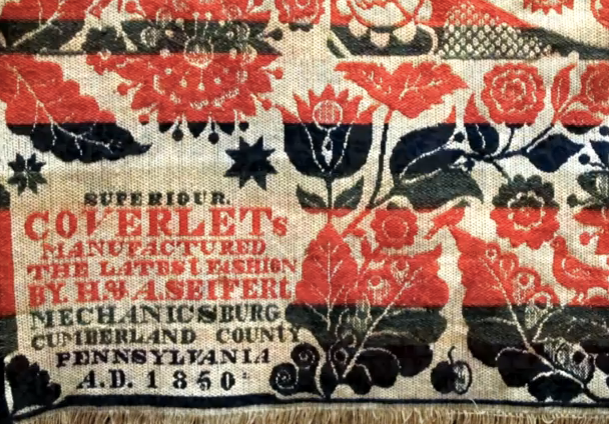 SUPERIOUR.
COVERLETs
MANUFACTURED
THE LATEST FASHION
BY. H. & A. SEIFERT
MECHANICSBURG
CUMBERLAND COUNTY
PENNSYLVANIA
A.D. 1850